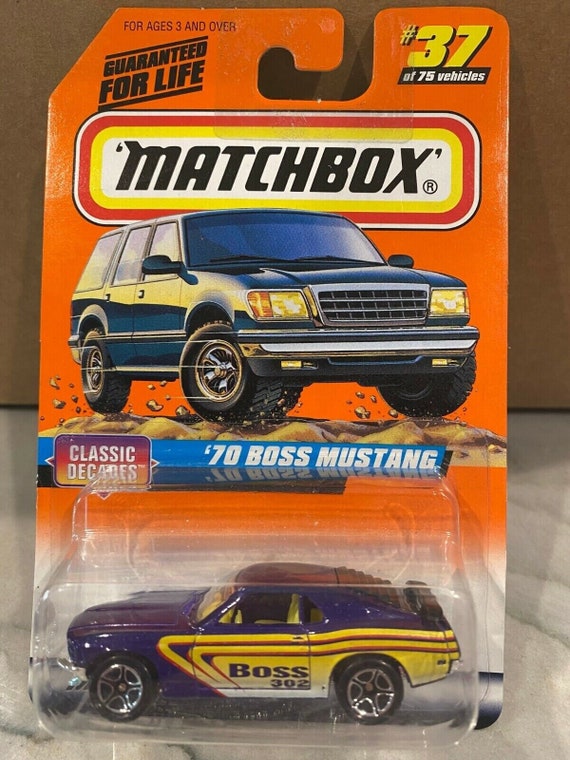 FOR AGES 3 AND OVER
GUARANTEED
FOR LIFE
#37
of 75 vehicles
'MATCHBOX'®
CLASSIC
DECADES™
'70 BOSS MUSTANG
BOSS
302